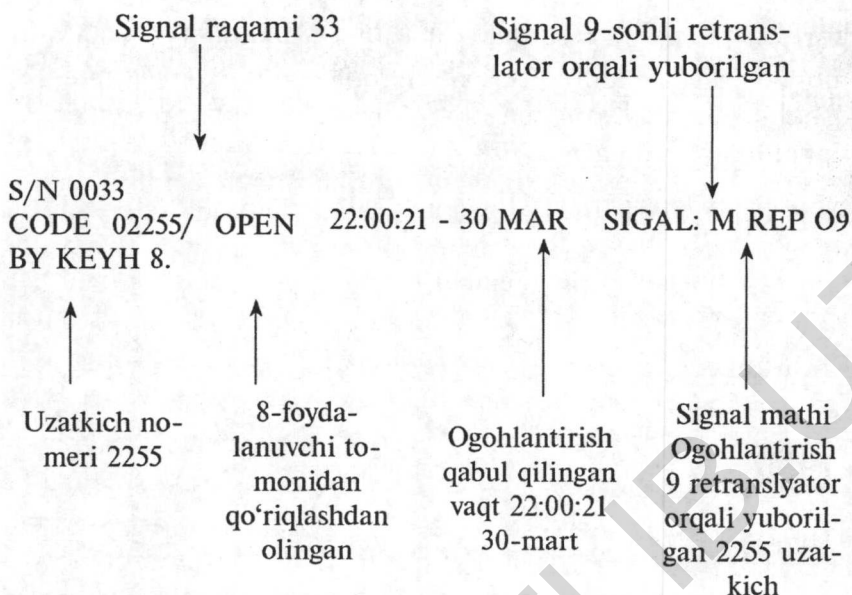 Signal raqami 33
Signal 9-sonli retrans-
lator orqali yuborilgan
S/N 0033
CODE 02255/ OPEN 22:00:21 - 30 MAR SIGAL: M REP O9
BY KEYH 8.
Uzatkich no-
meri 2255
8-foyda-
lanuvchi to-
monidan
qo‘riqlashdan
olingan
Ogohlantirish
qabul qilingan
vaqt 22:00:21
30-mart
Signal mathi
Ogohlantirish
9 retranslyator
orqali yuboril-
gan 2255 uzat-
kich